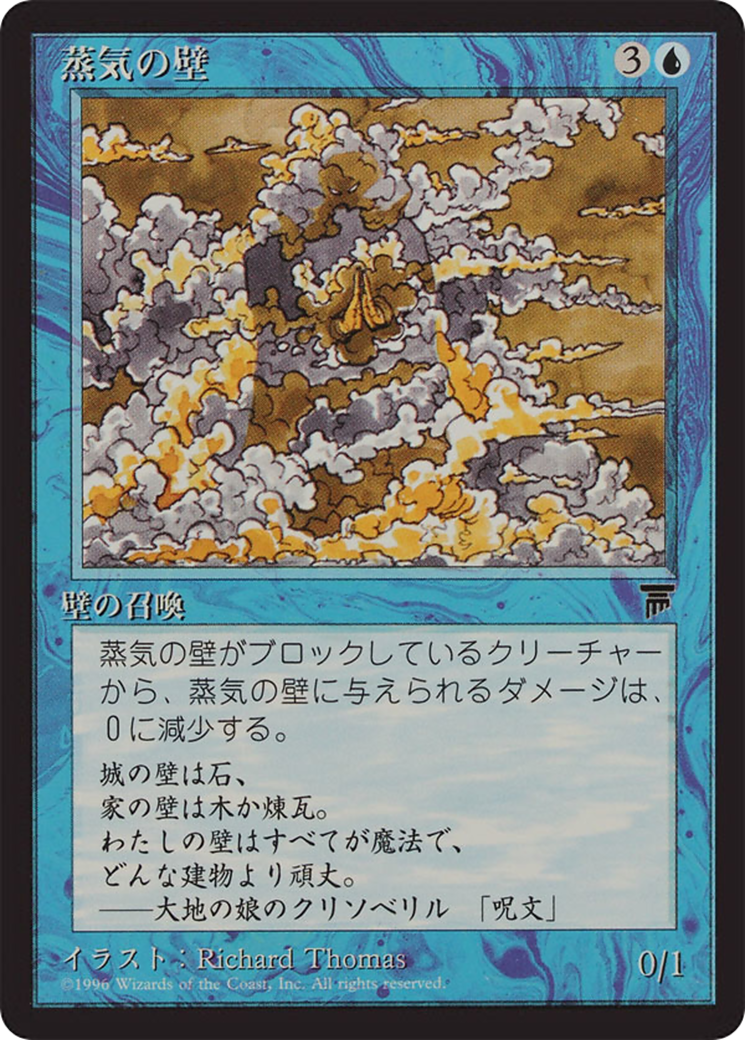 蒸気の壁 3
壁の召喚
蒸気の壁がブロックしているクリーチャー
から、蒸気の壁に与えられるダメージは、
０に減少する。
城の壁は石、
家の壁は木か煉瓦。
わたしの壁はすべてが魔法で、
どんな建物より頑丈。
――大地の娘のクリソベリル 「呪文」
イラスト：Richard Thomas 0/1
©1996 Wizards of the Coast, Inc. All rights reserved.